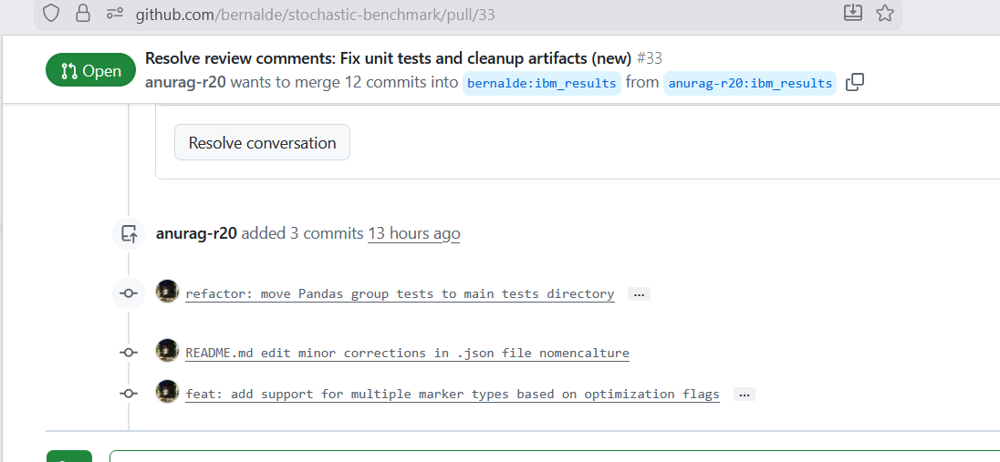 github.com/bernalde/stochastic-benchmark/pull/33
Open
Resolve review comments: Fix unit tests and cleanup artifacts (new) #33
anurag-r20 wants to merge 12 commits into bernalde:ibm_results from anurag-r20:ibm_results
Resolve conversation
anurag-r20 added 3 commits 13 hours ago
refactor: move Pandas group tests to main tests directory ...
README.md edit minor corrections in .json file nomencalture
feat: add support for multiple marker types based on optimization flags ...